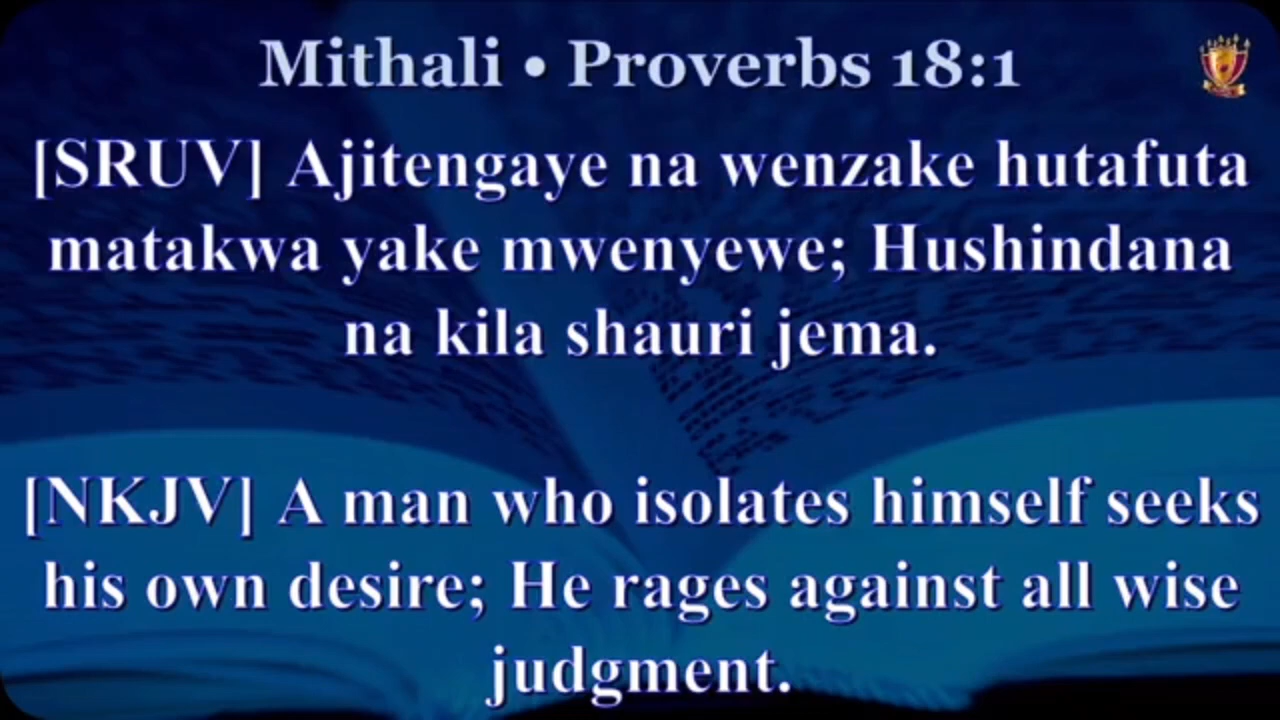 Mithali • Proverbs 18:1
[SRUV] Ajitengaye na wenzake hutafuta
matakwa yake mwenyewe; Hushindana
na kila shauri jema.
[NKJV] A man who isolates himself seeks
his own desire; He rages against all wise
judgment.